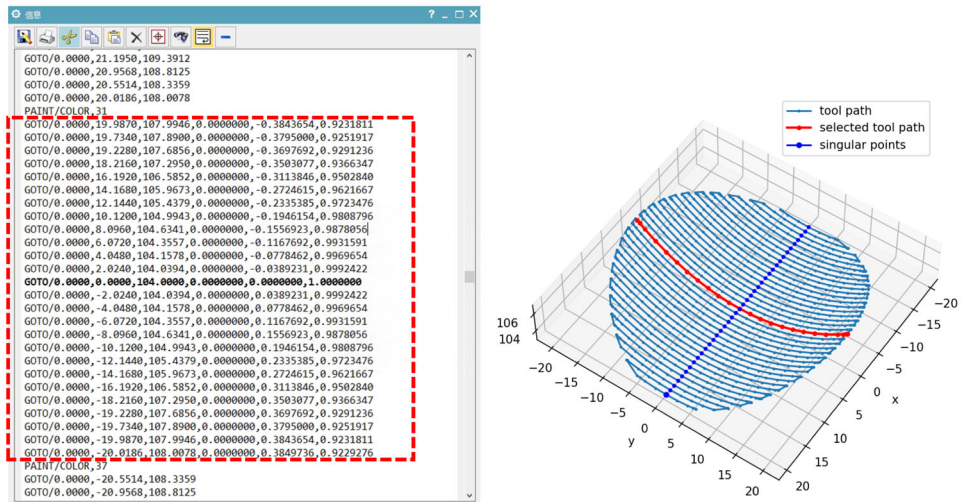 信息
GOTO/0.0000,21.1950,109.3912
GOTO/0.0000,20.9568,108.8125
GOTO/0.0000,20.5514,108.3359
GOTO/0.0000,20.0186,108.0078
PAINT/COLOR,31
GOTO/0.0000,19.9870,107.9946,0.0000000,-0.3843654,0.9231811
GOTO/0.0000,19.7340,107.8900,0.0000000,-0.3795000,0.9251917
GOTO/0.0000,19.2280,107.6856,0.0000000,-0.3697692,0.9291236
GOTO/0.0000,18.2160,107.2950,0.0000000,-0.3503077,0.9366347
GOTO/0.0000,16.1920,106.5852,0.0000000,-0.3113846,0.9502840
GOTO/0.0000,14.1680,105.9673,0.0000000,-0.2724615,0.9621667
GOTO/0.0000,12.1440,105.4379,0.0000000,-0.2335385,0.9723476
GOTO/0.0000,10.1200,104.9943,0.0000000,-0.1946154,0.9808796
GOTO/0.0000,8.0960,104.6341,0.0000000,-0.1556923,0.9878056
GOTO/0.0000,6.0720,104.3557,0.0000000,-0.1167692,0.9931591
GOTO/0.0000,4.0480,104.1578,0.0000000,-0.0778462,0.9969654
GOTO/0.0000,2.0240,104.0394,0.0000000,-0.0389231,0.9992422
GOTO/0.0000,0.0000,104.0000,0.0000000,0.0000000,1.0000000
GOTO/0.0000,-2.0240,104.0394,0.0000000,0.0389231,0.9992422
GOTO/0.0000,-4.0480,104.1578,0.0000000,0.0778462,0.9969654
GOTO/0.0000,-6.0720,104.3557,0.0000000,0.1167692,0.9931591
GOTO/0.0000,-8.0960,104.6341,0.0000000,0.1556923,0.9878056
GOTO/0.0000,-10.1200,104.9943,0.0000000,0.1946154,0.9808796
GOTO/0.0000,-12.1440,105.4379,0.0000000,0.2335385,0.9723476
GOTO/0.0000,-14.1680,105.9673,0.0000000,0.2724615,0.9621667
GOTO/0.0000,-16.1920,106.5852,0.0000000,0.3113846,0.9502840
GOTO/0.0000,-18.2160,107.2950,0.0000000,0.3503077,0.9366347
GOTO/0.0000,-19.2280,107.6856,0.0000000,0.3697692,0.9291236
GOTO/0.0000,-19.7340,107.8900,0.0000000,0.3795000,0.9251917
GOTO/0.0000,-19.9870,107.9946,0.0000000,0.3843654,0.9231811
GOTO/0.0000,-20.0186,108.0078,0.0000000,0.3849736,0.9229276
PAINT/COLOR,37
GOTO/0.0000,-20.5514,108.3359
GOTO/0.0000,-20.9568,108.8125
tool path
selected tool path
singular points
106
104
−20
−15
−10
−5
0
5
10
15
20
y
−20
−15
−10
−5
0
5
10
15
20
x